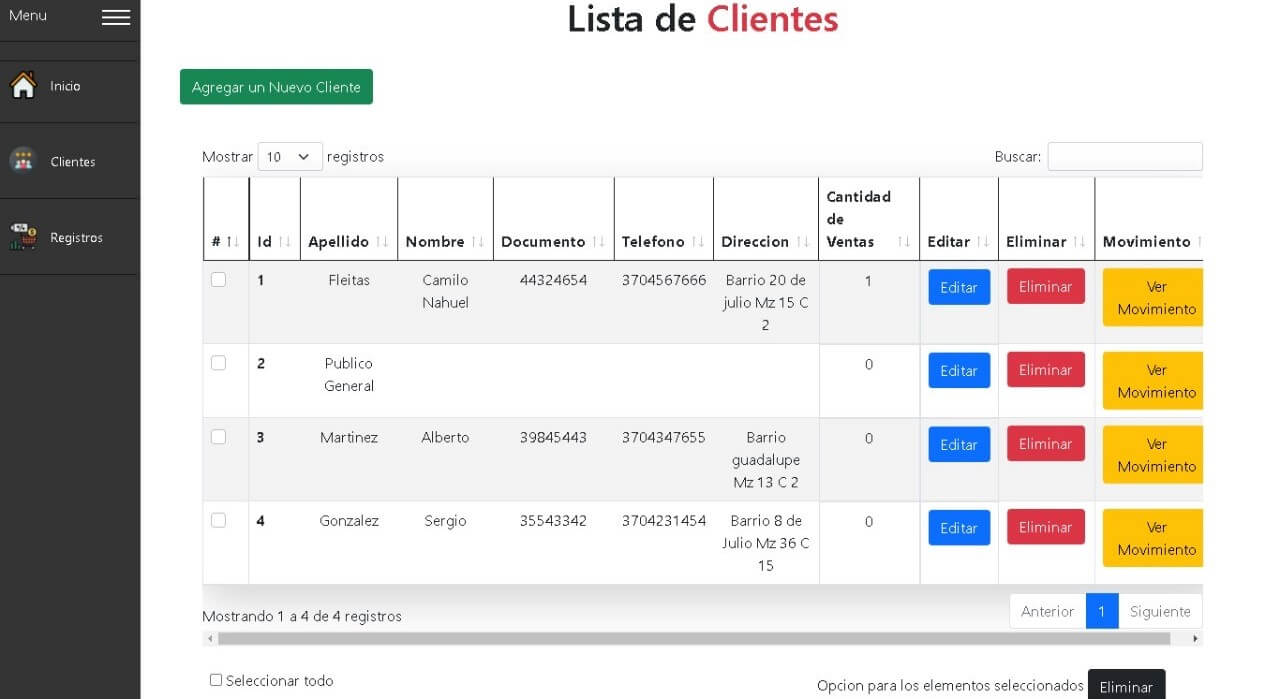 Menu
Lista de Clientes
Inicio
Agregar un Nuevo Cliente
Clientes
Mostrar 10 registros
Buscar:
Registros
# Id Apellido Nombre Documento Telefono Direccion Cantidad de Ventas Editar Eliminar Movimiento
1 Fleitas Camilo Nahuel 44324654 3704567666 Barrio 20 de julio Mz 15 C 2 1 Editar Eliminar Ver Movimiento
2 Publico General 0 Editar Eliminar Ver Movimiento
3 Martinez Alberto 39845443 3704347655 Barrio guadalupe Mz 13 C 2 0 Editar Eliminar Ver Movimiento
4 Gonzalez Sergio 35543342 3704231454 Barrio 8 de Julio Mz 36 C 15 0 Editar Eliminar Ver Movimiento
Mostrando 1 a 4 de 4 registros
Anterior 1 Siguiente
Seleccionar todo
Opcion para los elementos seleccionados Eliminar